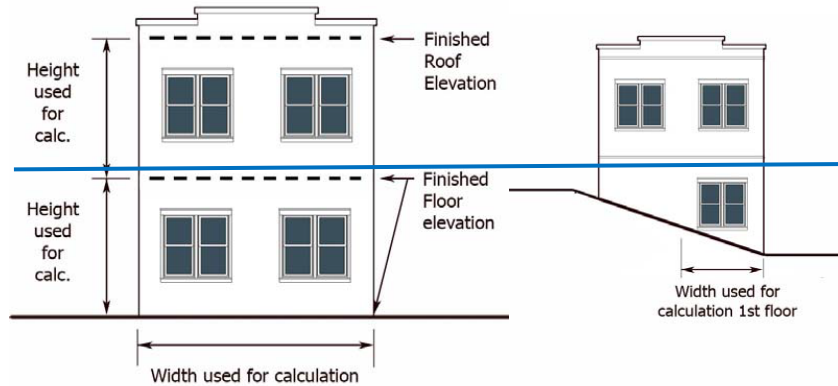 Height
used
for
calc.
Finished
Roof
Elevation
Height
used
for
calc.
Finished
Floor
elevation
Width used for calculation
Width used for
calculation 1st floor